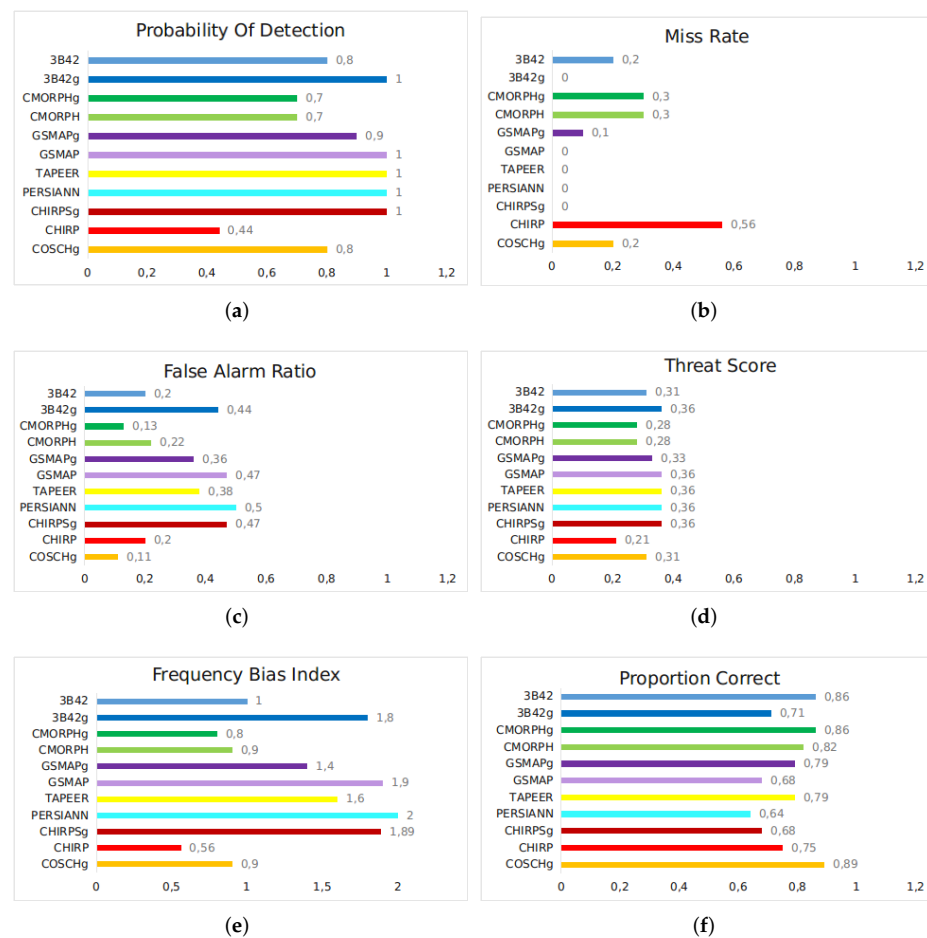 Probability Of Detection
3B42 0,8
3B42g 1
CMORPHg 0,7
CMORPH 0,7
GSMAPg 0,9
GSMAP 1
TAPEER 1
PERSIANN 1
CHIRPSg 1
CHIRP 0,44
COSCHg 0,8
0 0,2 0,4 0,6 0,8 1 1,2
(a)
Miss Rate
3B42 0,2
3B42g 0
CMORPHg 0,3
CMORPH 0,3
GSMAPg 0,1
GSMAP 0
TAPEER 0
PERSIANN 0
CHIRPSg 0
CHIRP 0,56
COSCHg 0,2
0 0,2 0,4 0,6 0,8 1 1,2
(b)
False Alarm Ratio
3B42 0,2
3B42g 0,44
CMORPHg 0,13
CMORPH 0,22
GSMAPg 0,36
GSMAP 0,47
TAPEER 0,38
PERSIANN 0,5
CHIRPSg 0,47
CHIRP 0,2
COSCHg 0,11
0 0,2 0,4 0,6 0,8 1 1,2
(c)
Threat Score
3B42 0,31
3B42g 0,36
CMORPHg 0,28
CMORPH 0,28
GSMAPg 0,33
GSMAP 0,36
TAPEER 0,36
PERSIANN 0,36
CHIRPSg 0,36
CHIRP 0,21
COSCHg 0,31
0 0,2 0,4 0,6 0,8 1 1,2
(d)
Frequency Bias Index
3B42 1
3B42g 1,8
CMORPHg 0,8
CMORPH 0,9
GSMAPg 1,4
GSMAP 1,9
TAPEER 1,6
PERSIANN 2
CHIRPSg 1,89
CHIRP 0,56
COSCHg 0,9
0 0,5 1 1,5 2
(e)
Proportion Correct
3B42 0,86
3B42g 0,71
CMORPHg 0,86
CMORPH 0,82
GSMAPg 0,79
GSMAP 0,68
TAPEER 0,79
PERSIANN 0,64
CHIRPSg 0,68
CHIRP 0,75
COSCHg 0,89
0 0,2 0,4 0,6 0,8 1 1,2
(f)